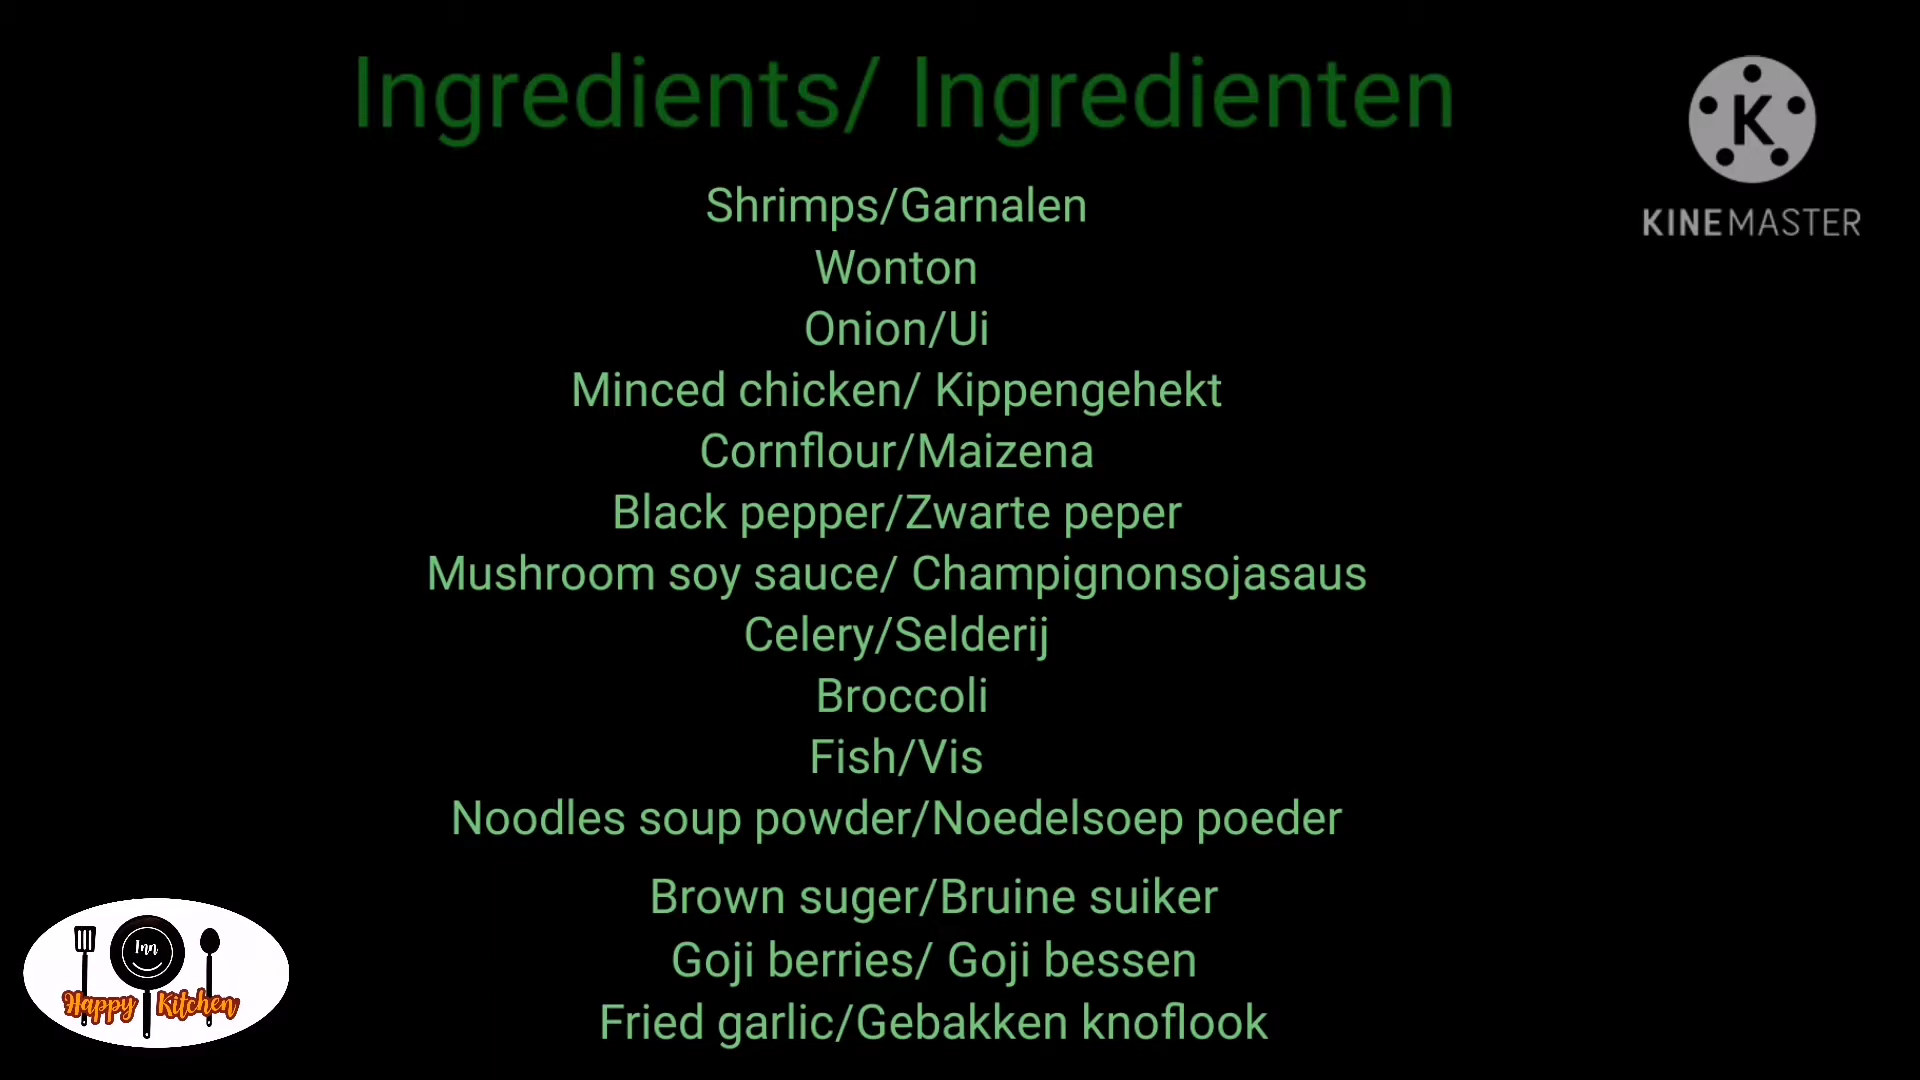 Ingredients/ Ingredienten
K
KINEMASTER
Shrimps/Garnalen
Wonton
Onion/Ui
Minced chicken/ Kippengehekt
Cornflour/Maizena
Black pepper/Zwarte peper
Mushroom soy sauce/ Champignonsojasaus
Celery/Selderij
Broccoli
Fish/Vis
Noodles soup powder/Noedelsoep poeder
Brown suger/Bruine suiker
Goji berries/ Goji bessen
Fried garlic/Gebakken knoflook
Inn
Happy Kitchen